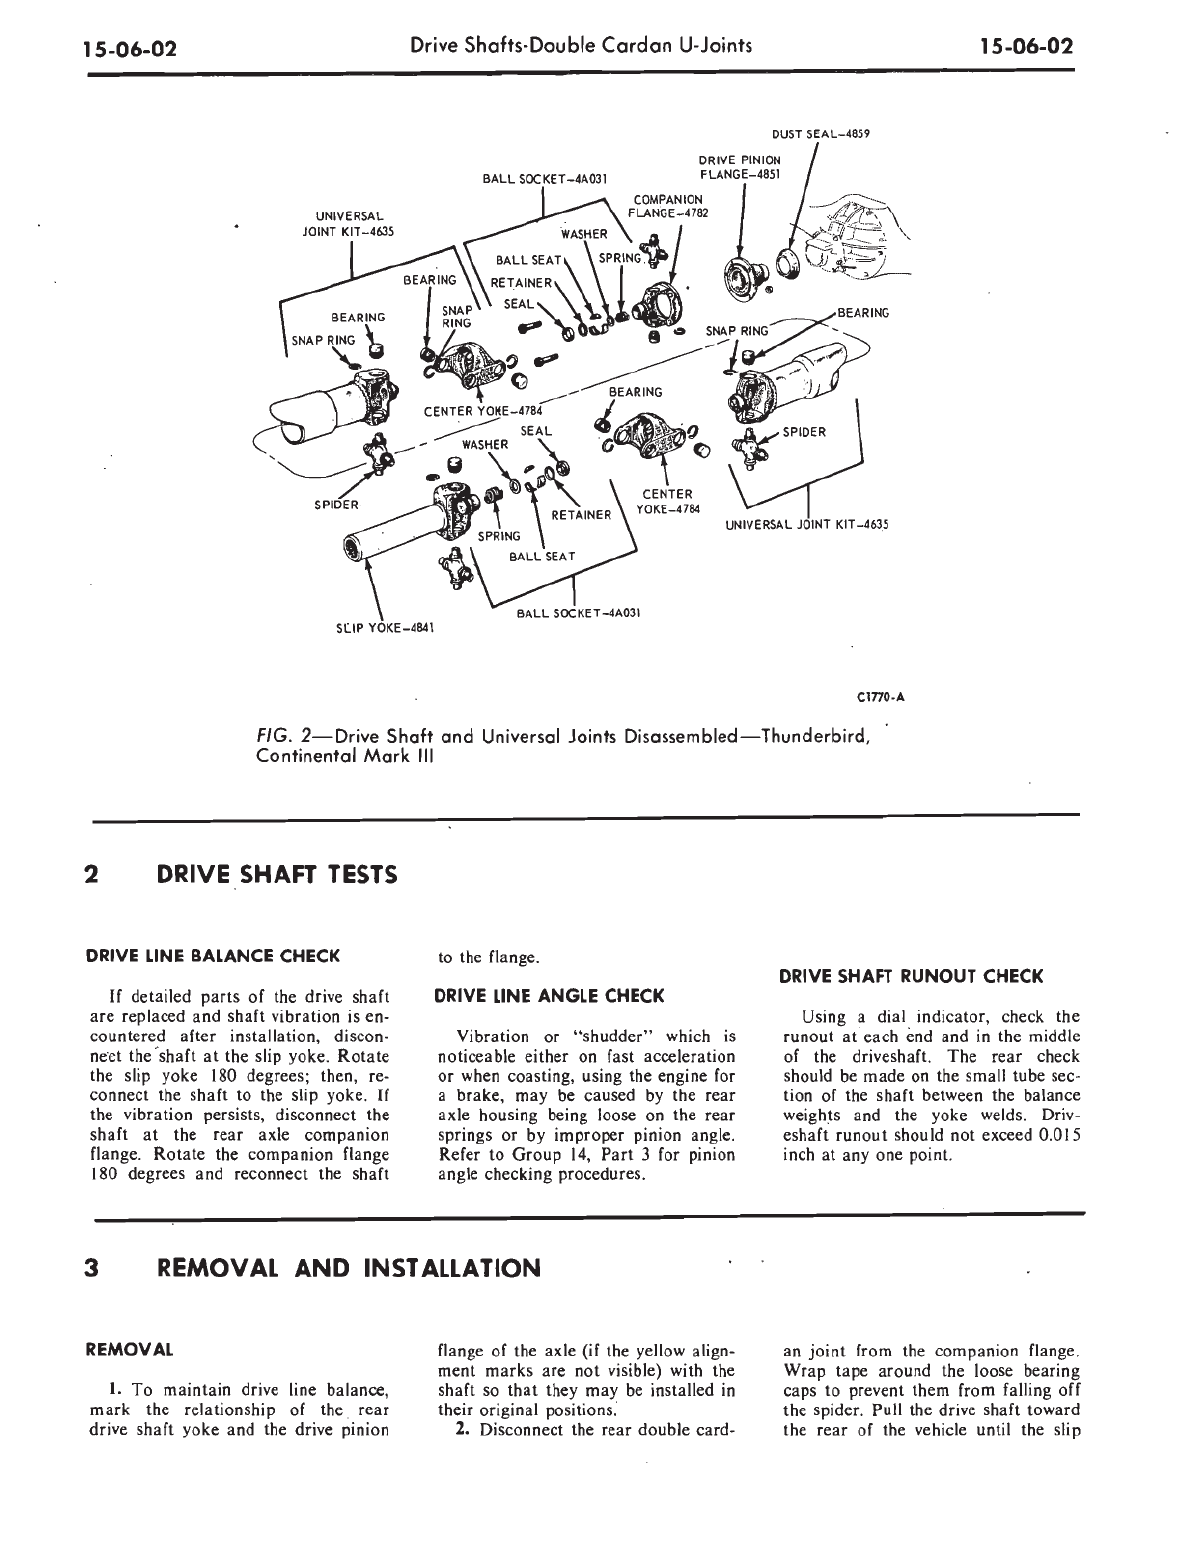 15-06-02
Drive Shafts-Double Cardan U-Joints
15-06-02
DUST SEAL-4859
DRIVE PINION
FLANGE-4851
BALL SOCKET-4A031
COMPANION
FLANGE-4782
UNIVERSAL
JOINT KIT-4635
WASHER
BALL SEAT
SPRING
BEARING
RETAINER
SNAP
RING
SEAL
BEARING
BEARING
SNAP RING
SNAP RING
BEARING
CENTER YOKE-4784
SEAL
SPIDER
WASHER
SPIDER
CENTER
YOKE-4784
RETAINER
UNIVERSAL JOINT KIT-4635
SPRING
BALL SEAT
BALL SOCKET-4A031
SLIP YOKE-4841
C1770-A
FIG. 2—Drive Shaft and Universal Joints Disassembled—Thunderbird,
Continental Mark III
2 DRIVE SHAFT TESTS
DRIVE LINE BALANCE CHECK
If detailed parts of the drive shaft
are replaced and shaft vibration is en-
countered after installation, discon-
nect the shaft at the slip yoke. Rotate
the slip yoke 180 degrees; then, re-
connect the shaft to the slip yoke. If
the vibration persists, disconnect the
shaft at the rear axle companion
flange. Rotate the companion flange
180 degrees and reconnect the shaft
to the flange.
DRIVE LINE ANGLE CHECK
Vibration or "shudder" which is
noticeable either on fast acceleration
or when coasting, using the engine for
a brake, may be caused by the rear
axle housing being loose on the rear
springs or by improper pinion angle.
Refer to Group 14, Part 3 for pinion
angle checking procedures.
DRIVE SHAFT RUNOUT CHECK
Using a dial indicator, check the
runout at each end and in the middle
of the driveshaft. The rear check
should be made on the small tube sec-
tion of the shaft between the balance
weights and the yoke welds. Driv-
eshaft runout should not exceed 0.015
inch at any one point.
3 REMOVAL AND INSTALLATION
REMOVAL
1. To maintain drive line balance,
mark the relationship of the rear
drive shaft yoke and the drive pinion
flange of the axle (if the yellow align-
ment marks are not visible) with the
shaft so that they may be installed in
their original positions.
2. Disconnect the rear double card-
an joint from the companion flange.
Wrap tape around the loose bearing
caps to prevent them from falling off
the spider. Pull the drive shaft toward
the rear of the vehicle until the slip